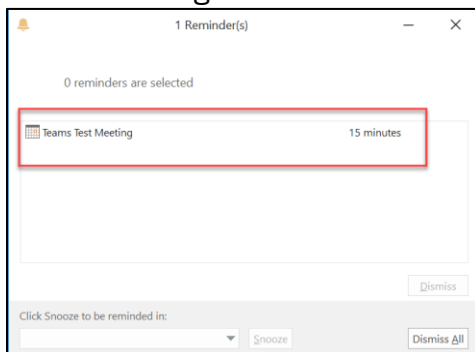 1 Reminder(s)
0 reminders are selected
Teams Test Meeting 15 minutes
Dismiss
Click Snooze to be reminded in:
Snooze Dismiss All